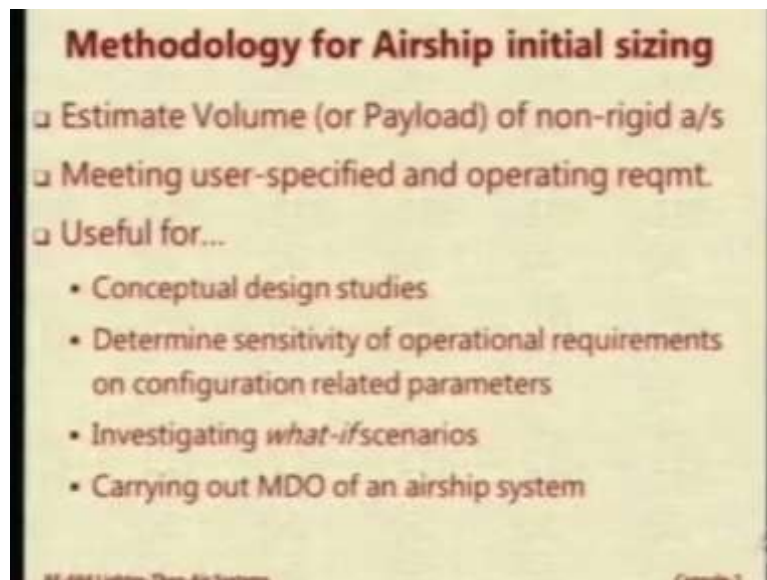 Methodology for Airship initial sizing
Estimate Volume (or Payload) of non-rigid a/s
Meeting user-specified and operating reqmt.
Useful for...
Conceptual design studies
Determine sensitivity of operational requirements
on configuration related parameters
Investigating what-if scenarios
Carrying out MDO of an airship system